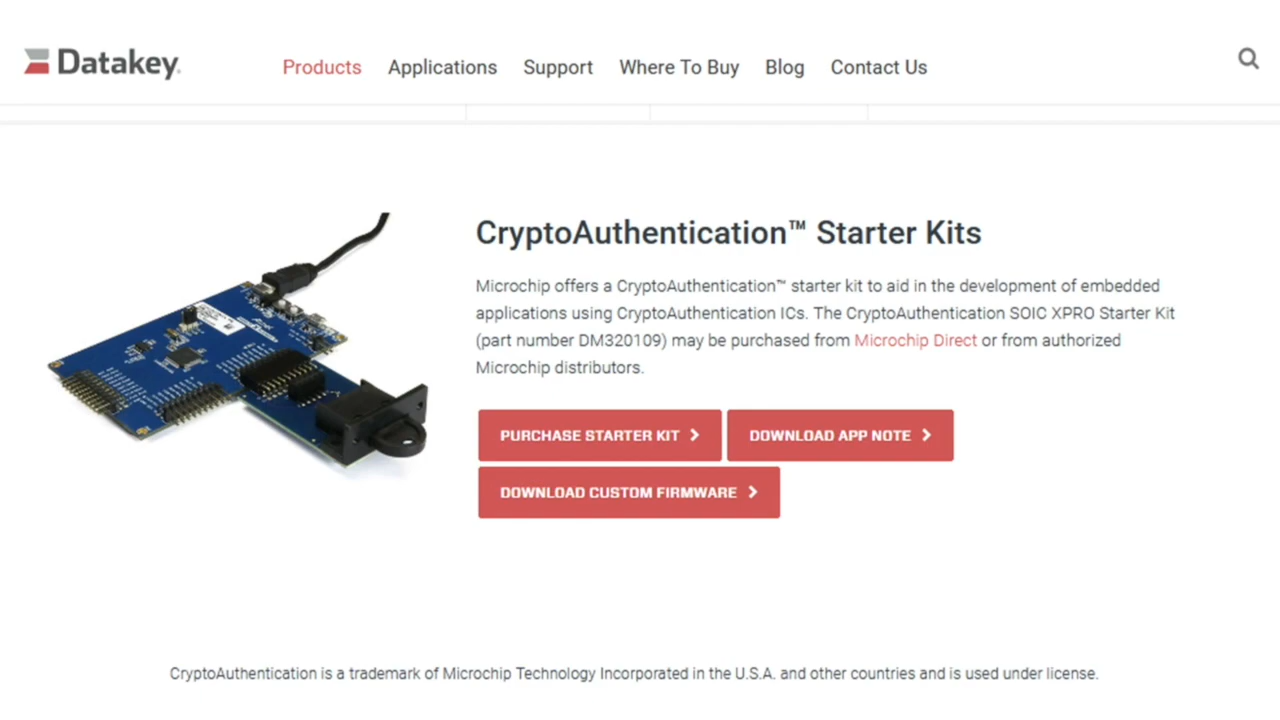 Datakey
Products Applications Support Where To Buy Blog Contact Us
CryptoAuthentication™ Starter Kits
Microchip offers a CryptoAuthentication™ starter kit to aid in the development of embedded
applications using CryptoAuthentication ICs. The CryptoAuthentication SOIC XPRO Starter Kit
(part number DM320109) may be purchased from Microchip Direct or from authorized
Microchip distributors.
PURCHASE STARTER KIT
DOWNLOAD APP NOTE
DOWNLOAD CUSTOM FIRMWARE
CryptoAuthentication is a trademark of Microchip Technology Incorporated in the U.S.A. and other countries and is used under license.